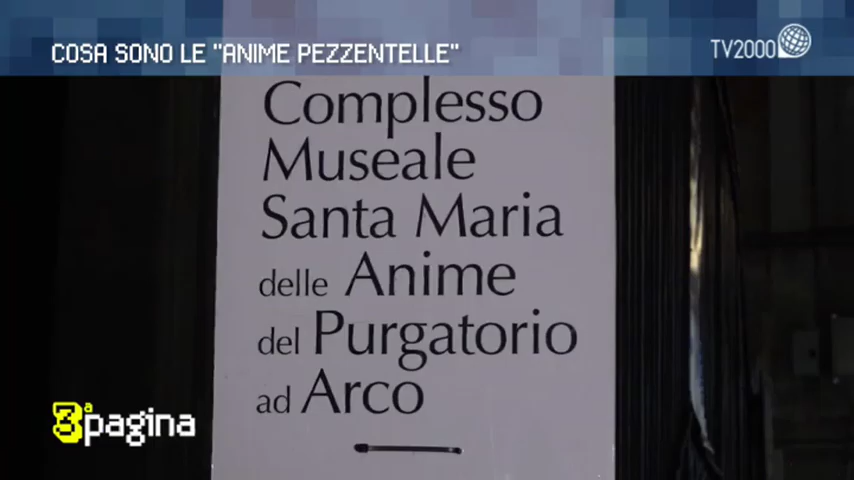 COSA SONO LE "ANIME PEZZENTELLE"
TV2000
Complesso
Museale
Santa Maria
delle Anime
del Purgatorio
ad Arco
3ª pagina